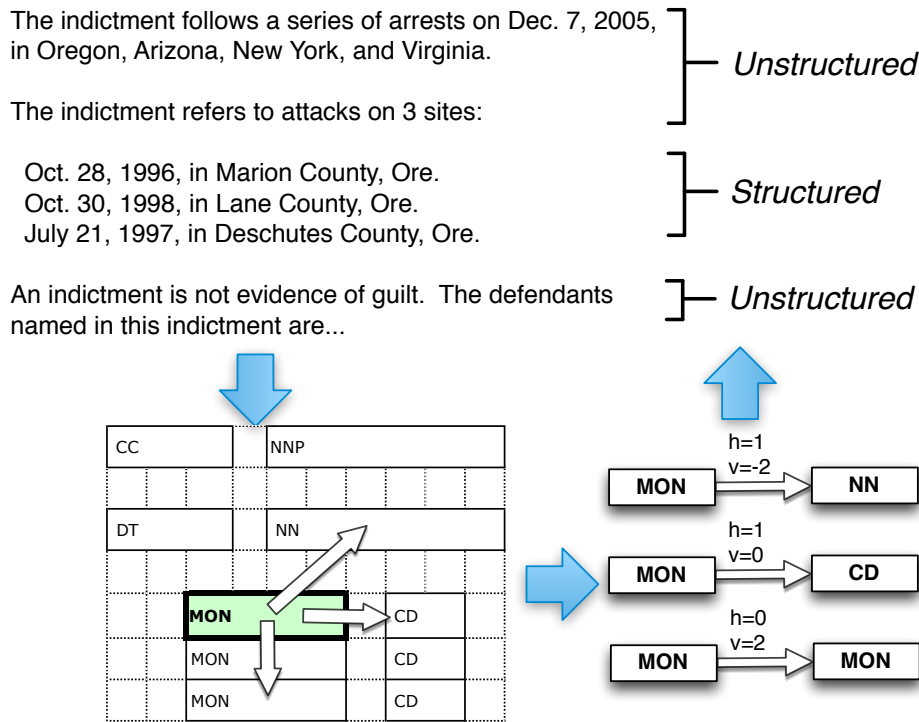 The indictment follows a series of arrests on Dec. 7, 2005,
in Oregon, Arizona, New York, and Virginia.
Unstructured
The indictment refers to attacks on 3 sites:
Oct. 28, 1996, in Marion County, Ore.
Oct. 30, 1998, in Lane County, Ore.
July 21, 1997, in Deschutes County, Ore.
Structured
An indictment is not evidence of guilt. The defendants
named in this indictment are...
Unstructured
CC NNP
DT NN
MON CD
MON CD
MON CD
h=1
v=-2
MON NN
h=1
v=0
MON CD
h=0
v=2
MON MON